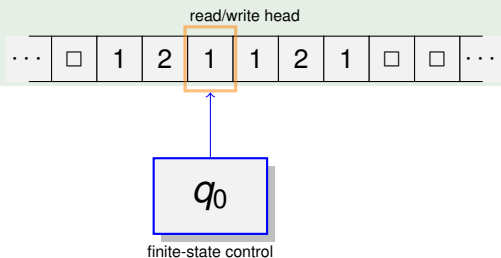 read/write head
··· □ 1 2 1 1 2 1 □ □ ···
q0
finite-state control